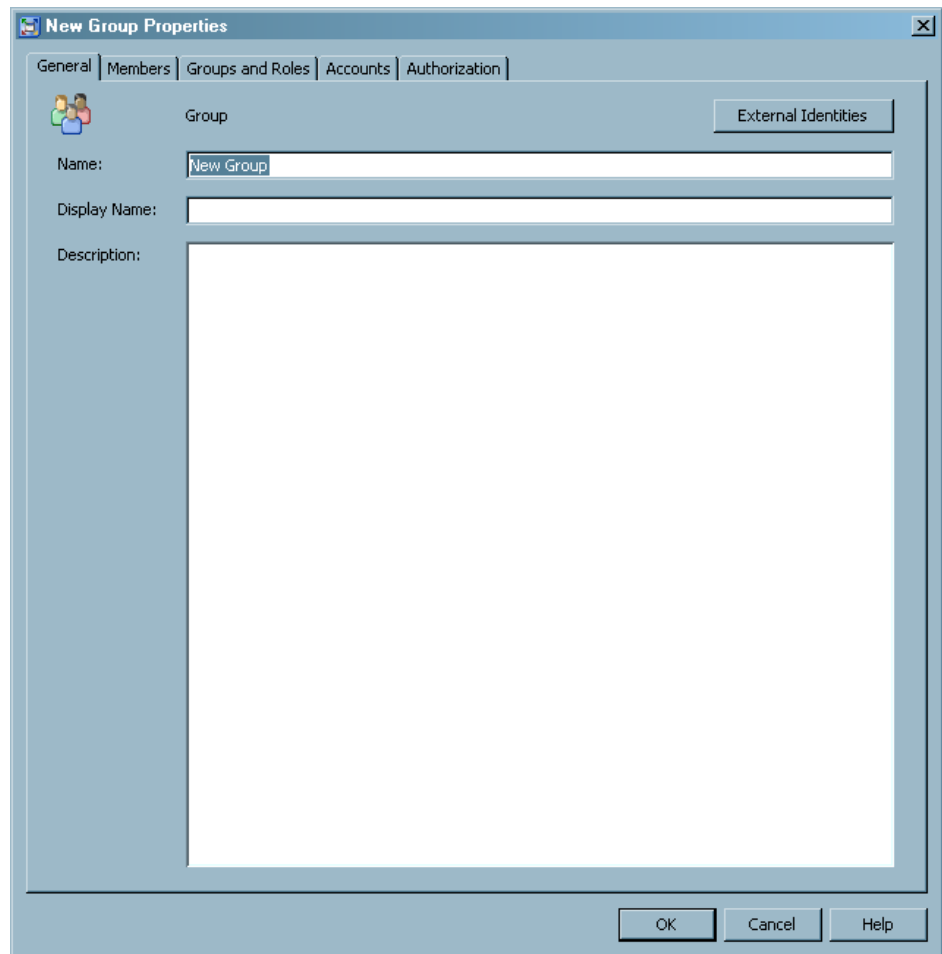 New Group Properties
General Members Groups and Roles Accounts Authorization
Group External Identities
Name: New Group
Display Name:
Description:
OK Cancel Help